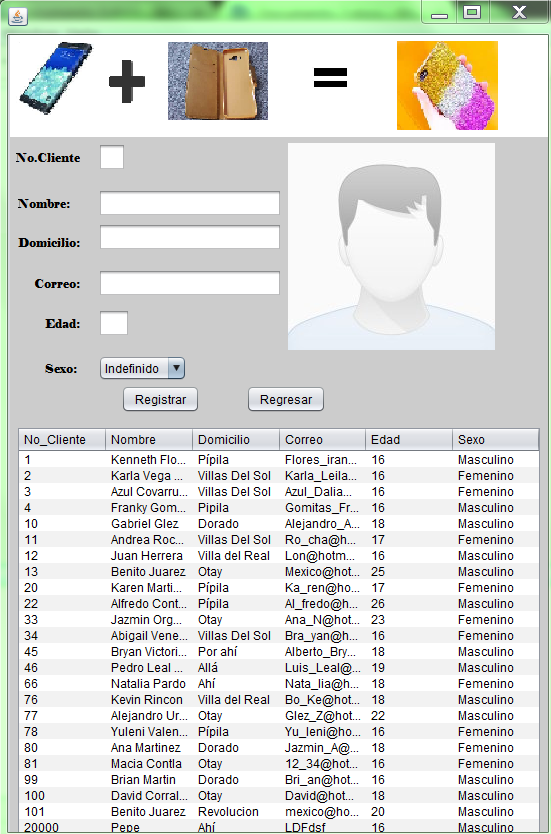 No.Cliente
Nombre:
Domicilio:
Correo:
Edad:
Sexo: Indefinido
Registrar Regresar
No_Cliente Nombre Domicilio Correo Edad Sexo
1 Kenneth Flo... Pípila Flores_iran... 16 Masculino
2 Karla Vega ... Villas Del Sol Karla_Leila... 16 Femenino
3 Azul Covarru... Villas Del Sol Azul_Dalia... 16 Femenino
4 Franky Gom... Pipila Gomitas_Fr... 16 Masculino
10 Gabriel Glez Dorado Alejandro_A... 18 Masculino
11 Andrea Roc... Villas Del Sol Ro_cha@h... 17 Femenino
12 Juan Herrera Villa del Real Lon@hotm... 16 Masculino
13 Benito Juarez Otay Mexico@hot... 25 Masculino
20 Karen Marti... Pípila Ka_ren@ho... 17 Femenino
22 Alfredo Cont... Pípila Al_fredo@h... 26 Masculino
33 Jazmin Org... Otay Ana_N@hot... 23 Femenino
34 Abigail Vene... Villas Del Sol Bra_yan@h... 16 Femenino
45 Bryan Victori... Por ahí Alberto_Bry... 18 Masculino
46 Pedro Leal ... Allá Luis_Leal@... 19 Masculino
66 Natalia Pardo Ahí Nata_lia@h... 18 Femenino
76 Kevin Rincon Villa del Real Bo_Ke@hot... 18 Masculino
77 Alejandro Ur... Otay Glez_Z@hot... 22 Masculino
78 Yuleni Valen... Pípila Yu_leni@ho... 16 Femenino
80 Ana Martinez Dorado Jazmin_A@... 18 Femenino
81 Macia Contla Otay 12_34@hot... 16 Femenino
99 Brian Martin Dorado Bri_an@hot... 16 Masculino
100 David Corral... Otay David@hot... 18 Masculino
101 Benito Juarez Revolucion mexico@ho... 20 Masculino
20000 Pepe Ahí LDFdsf 16 Masculino